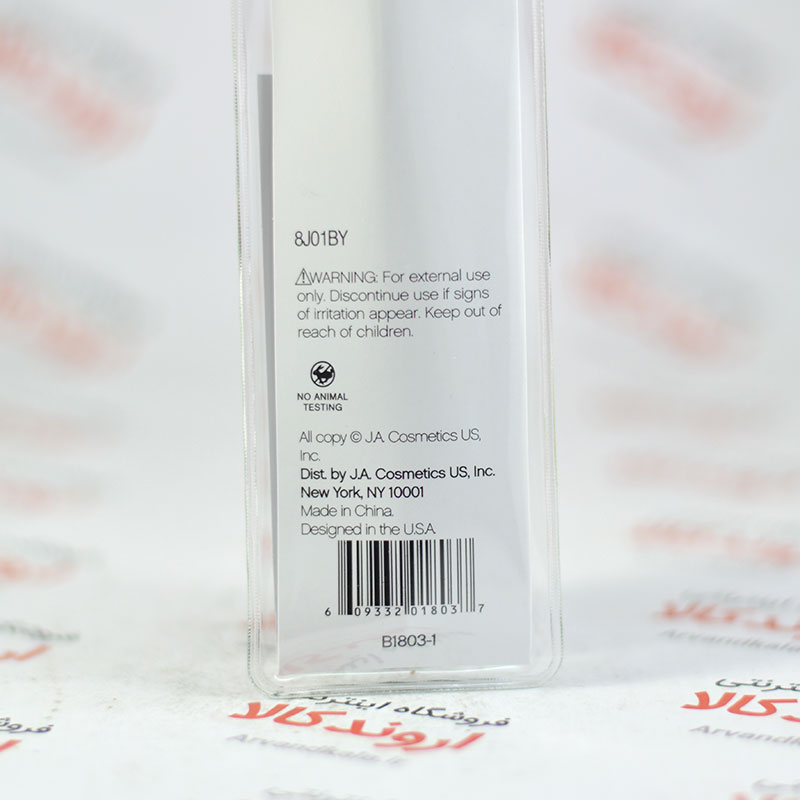 8J01BY
⚠WARNING: For external use
only. Discontinue use if signs
of irritation appear. Keep out of
reach of children.
NO ANIMAL
TESTING
All copy © J.A. Cosmetics US,
Inc.
Dist. by J.A. Cosmetics US, Inc.
New York, NY 10001
Made in China.
Designed in the U.S.A.
6 09332 01803 7
B1803-1
فروشگاه اینترنتی
اروند کالا
Arvandkala.ir